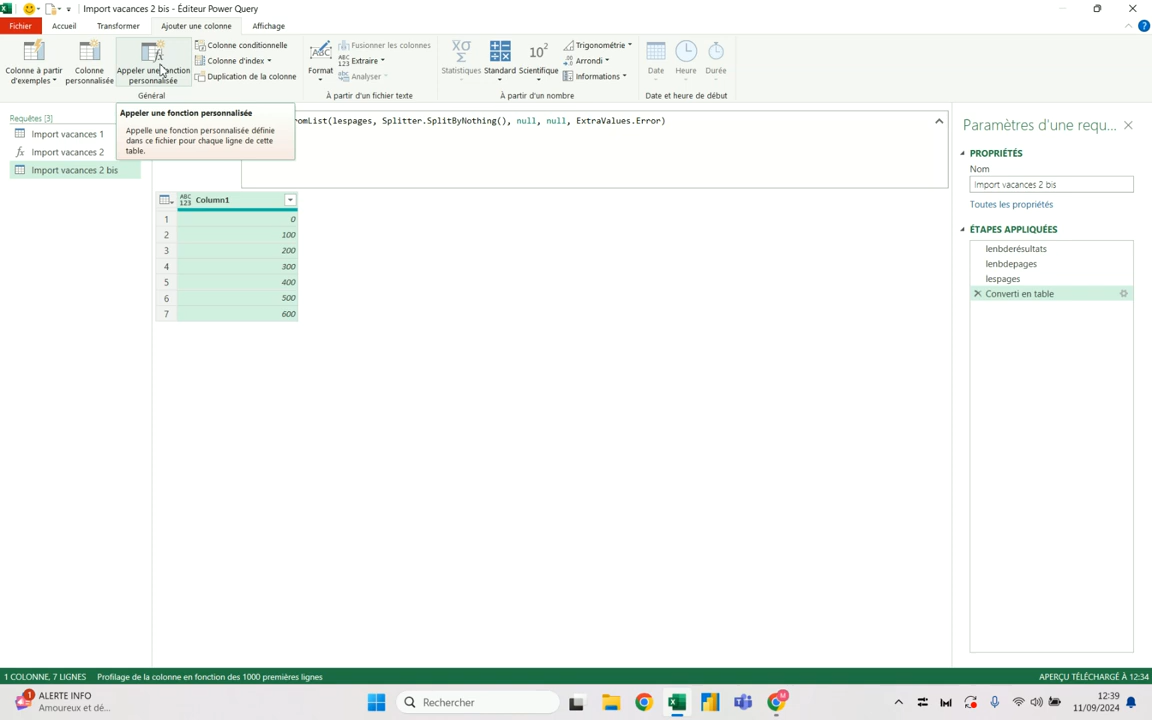 Import vacances 2 bis - Éditeur Power Query
Fichier Accueil Transformer Ajouter une colonne Affichage
Colonne à partir d'exemples
Colonne personnalisée
Appeler une fonction personnalisée
Colonne conditionnelle
Colonne d'index
Duplication de la colonne
Général
Format
Fusionner les colonnes
Extraire
Analyser
À partir d'un fichier texte
Statistiques
Standard
Scientifique
Trigonométrie
Arrondi
Informations
À partir d'un nombre
Date
Heure
Durée
Date et heure de début
Requêtes [3]
Import vacances 1
Import vacances 2
Import vacances 2 bis
Appeler une fonction personnalisée
Appelle une fonction personnalisée définie
dans ce fichier pour chaque ligne de cette
table.
omList(lespages, Splitter.SplitByNothing(), null, null, ExtraValues.Error)
ABC 123 Column1
1 0
2 100
3 200
4 300
5 400
6 500
7 600
Paramètres d'une requ...
PROPRIÉTÉS
Nom
Import vacances 2 bis
Toutes les propriétés
ÉTAPES APPLIQUÉES
lenbderésultats
lenbdepages
lespages
Converti en table
1 COLONNE, 7 LIGNES Profilage de la colonne en fonction des 1000 premières lignes
APERÇU TÉLÉCHARGÉ À 12:34
ALERTE INFO
Amoureux et dé...
Rechercher
12:39
11/09/2024